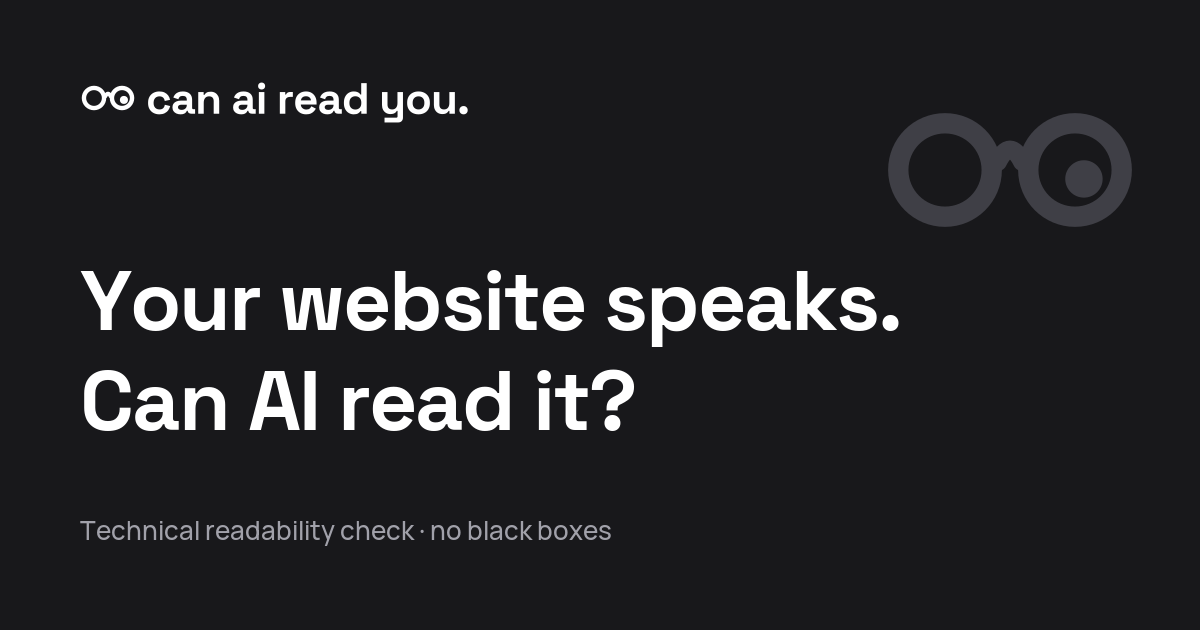 can ai read you.
Your website speaks.
Can AI read it?
Technical readability check · no black boxes